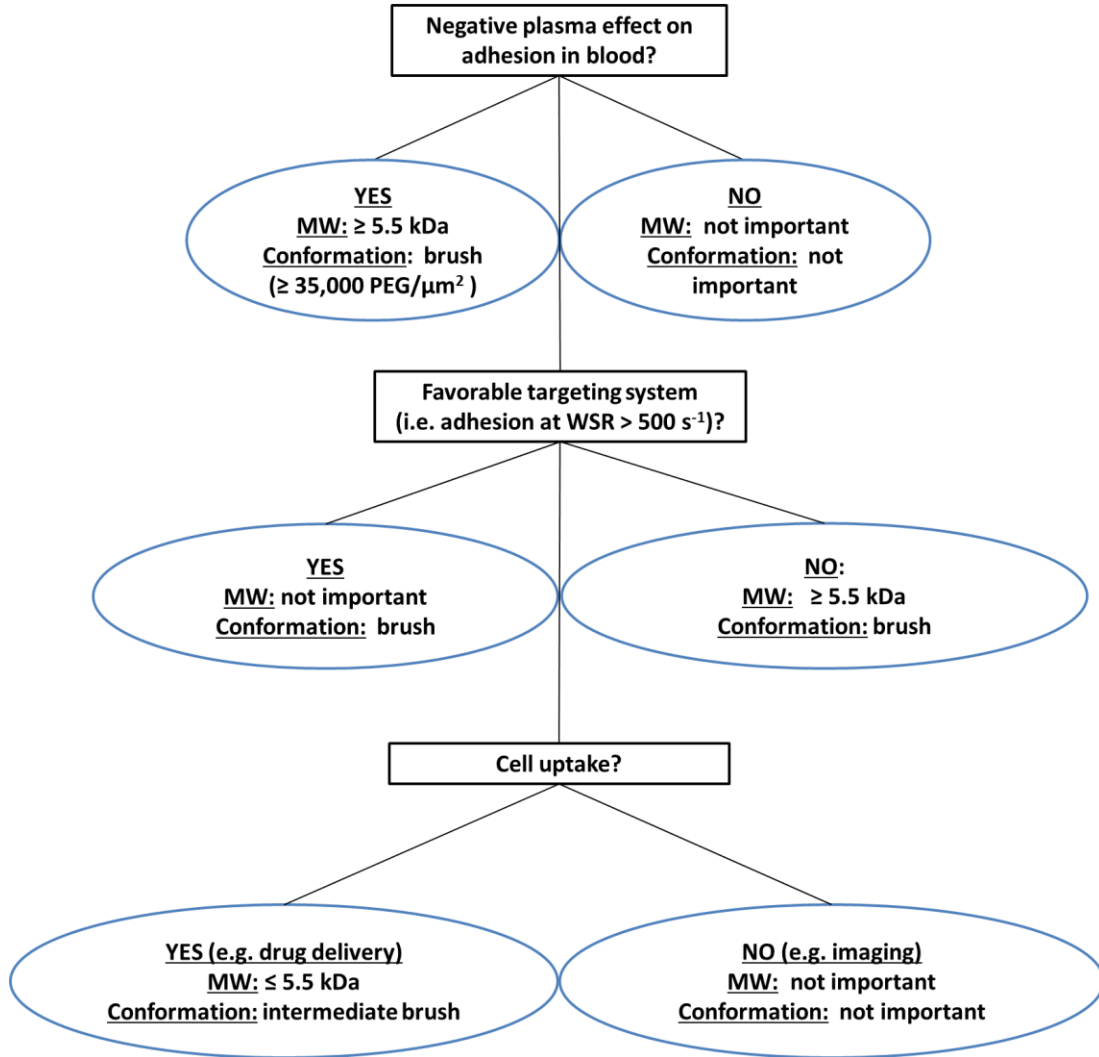 Negative plasma effect on
adhesion in blood?
YES
MW: ≥ 5.5 kDa
Conformation: brush
(≥ 35,000 PEG/μm² )
NO
MW: not important
Conformation: not
important
Favorable targeting system
(i.e. adhesion at WSR > 500 s⁻¹)?
YES
MW: not important
Conformation: brush
NO:
MW: ≥ 5.5 kDa
Conformation: brush
Cell uptake?
YES (e.g. drug delivery)
MW: ≤ 5.5 kDa
Conformation: intermediate brush
NO (e.g. imaging)
MW: not important
Conformation: not important